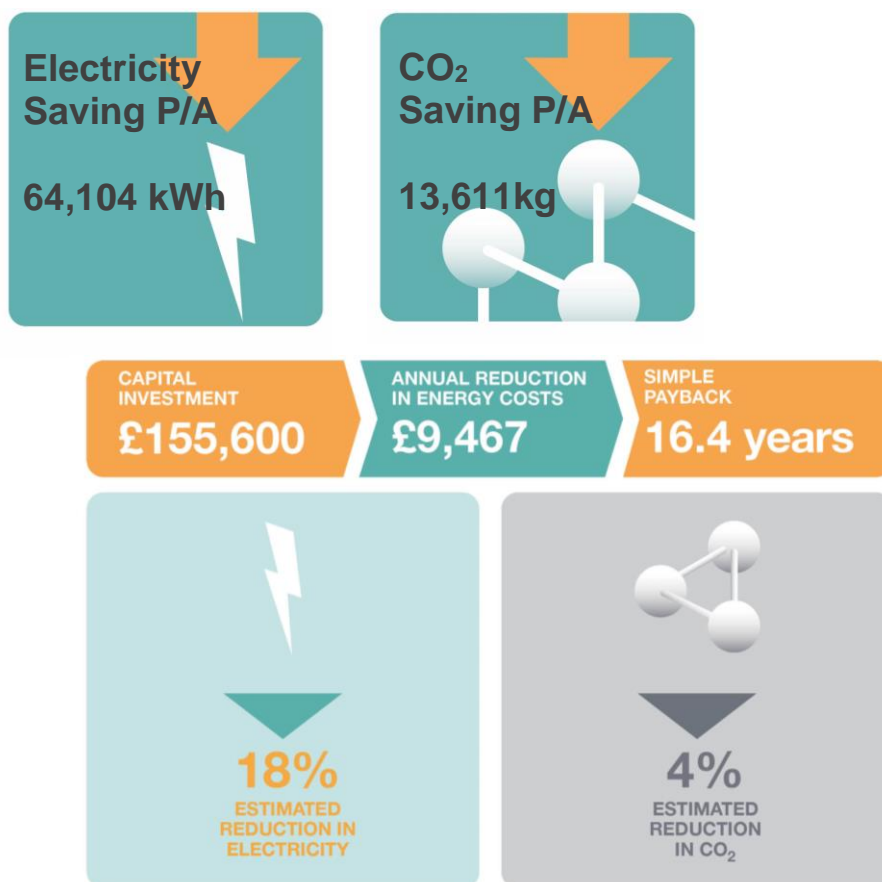 Electricity
Saving P/A
64,104 kWh
CO₂
Saving P/A
13,611kg
CAPITAL
INVESTMENT
£155,600
ANNUAL REDUCTION
IN ENERGY COSTS
£9,467
SIMPLE
PAYBACK
16.4 years
18%
ESTIMATED
REDUCTION IN
ELECTRICITY
4%
ESTIMATED
REDUCTION
IN CO₂